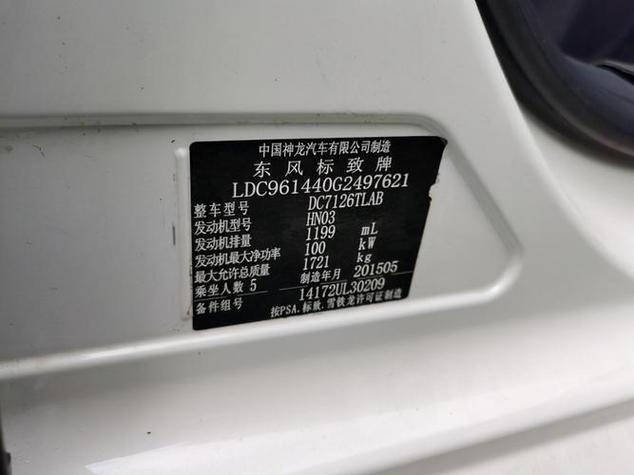 中国神龙汽车有限公司制造
东风标致牌
LDC961440G2497621
整车型号 DC7126TLAB
发动机型号 HN03
发动机排量 1199 mL
发动机最大净功率 100 kW
最大允许总质量 1721 kg
乘坐人数 5 制造年月 201505
备件组号 14172UL30209
按PSA.标致.雪铁龙许可证制造